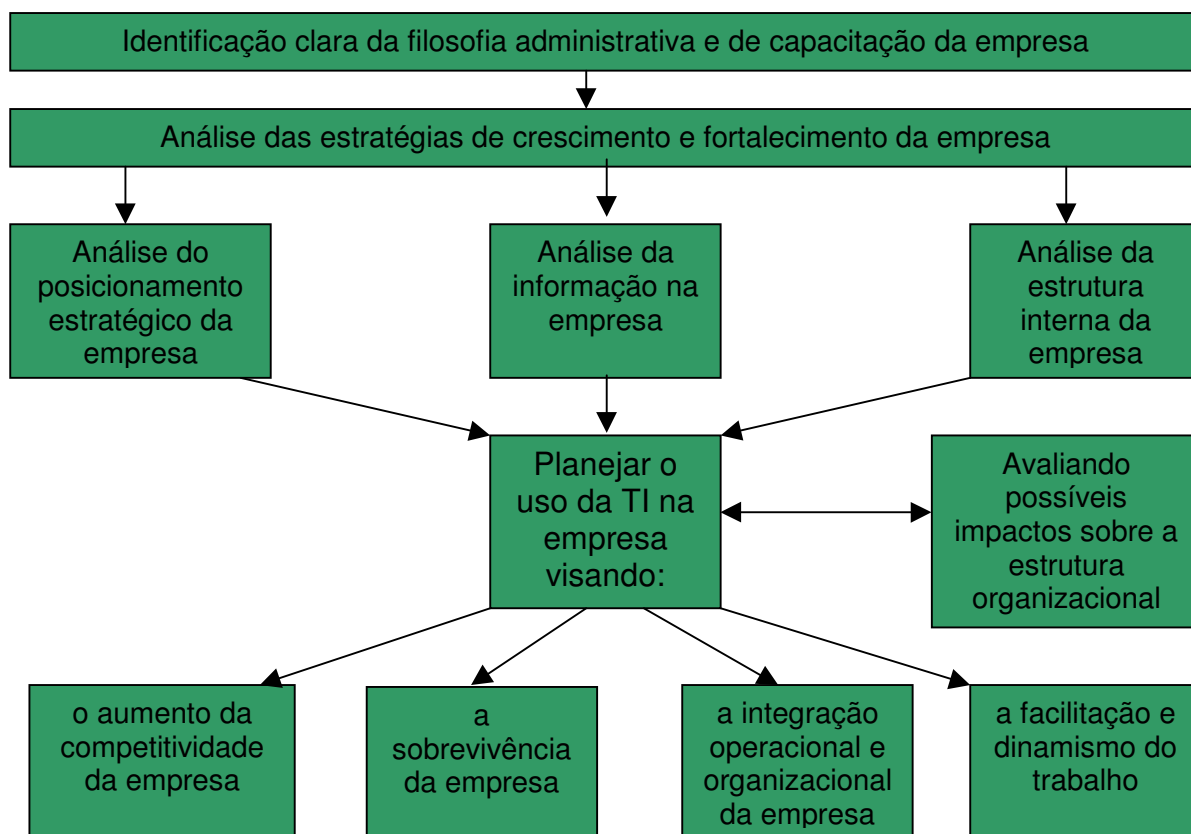 Identificação clara da filosofia administrativa e de capacitação da empresa
Análise das estratégias de crescimento e fortalecimento da empresa
Análise do
posicionamento
estratégico da
empresa
Análise da
informação na
empresa
Análise da
estrutura
interna da
empresa
Planejar o
uso da TI na
empresa
visando:
Avaliando
possíveis
impactos sobre a
estrutura
organizacional
o aumento da
competitividade
da empresa
a
sobrevivência
da empresa
a integração
operacional e
organizacional
da empresa
a facilitação e
dinamismo do
trabalho